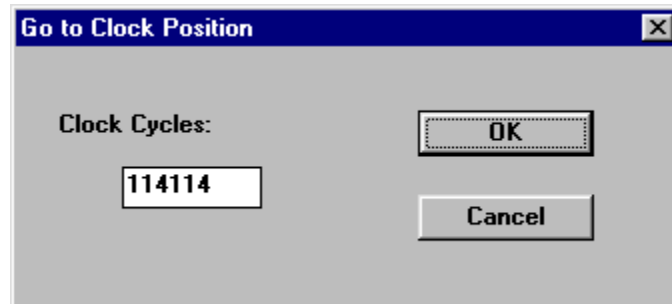 Go to Clock Position
Clock Cycles:
OK
114114
Cancel